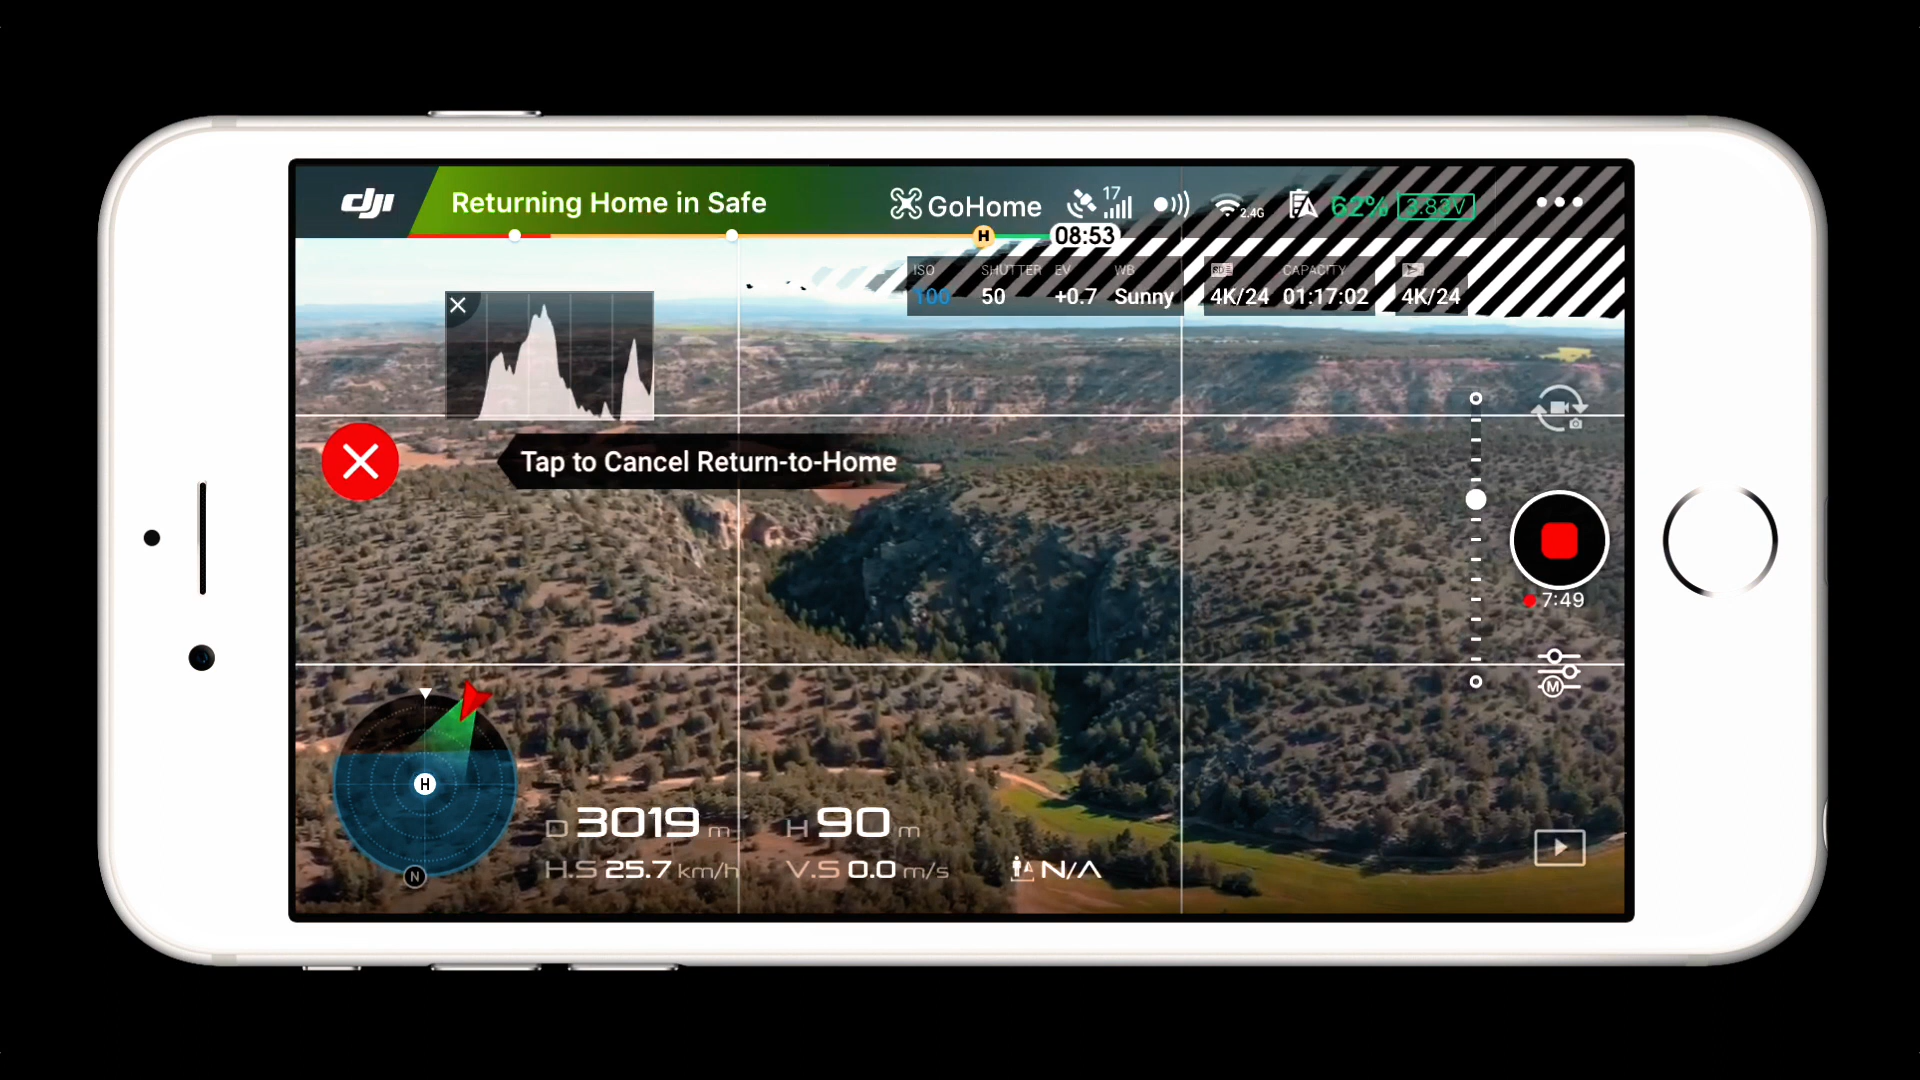 dji
Returning Home in Safe
GoHome
17
2.4G
62%
3.83V
H
08:53
ISO
SHUTTER
EV
WB
CAPACITY
100
50
+0.7
Sunny
4K/24
01:17:02
4K/24
Tap to Cancel Return-to-Home
7:49
M
H
D 3019 m
H 90 m
H.S 25.7 km/h
V.S 0.0 m/s
N/A
N